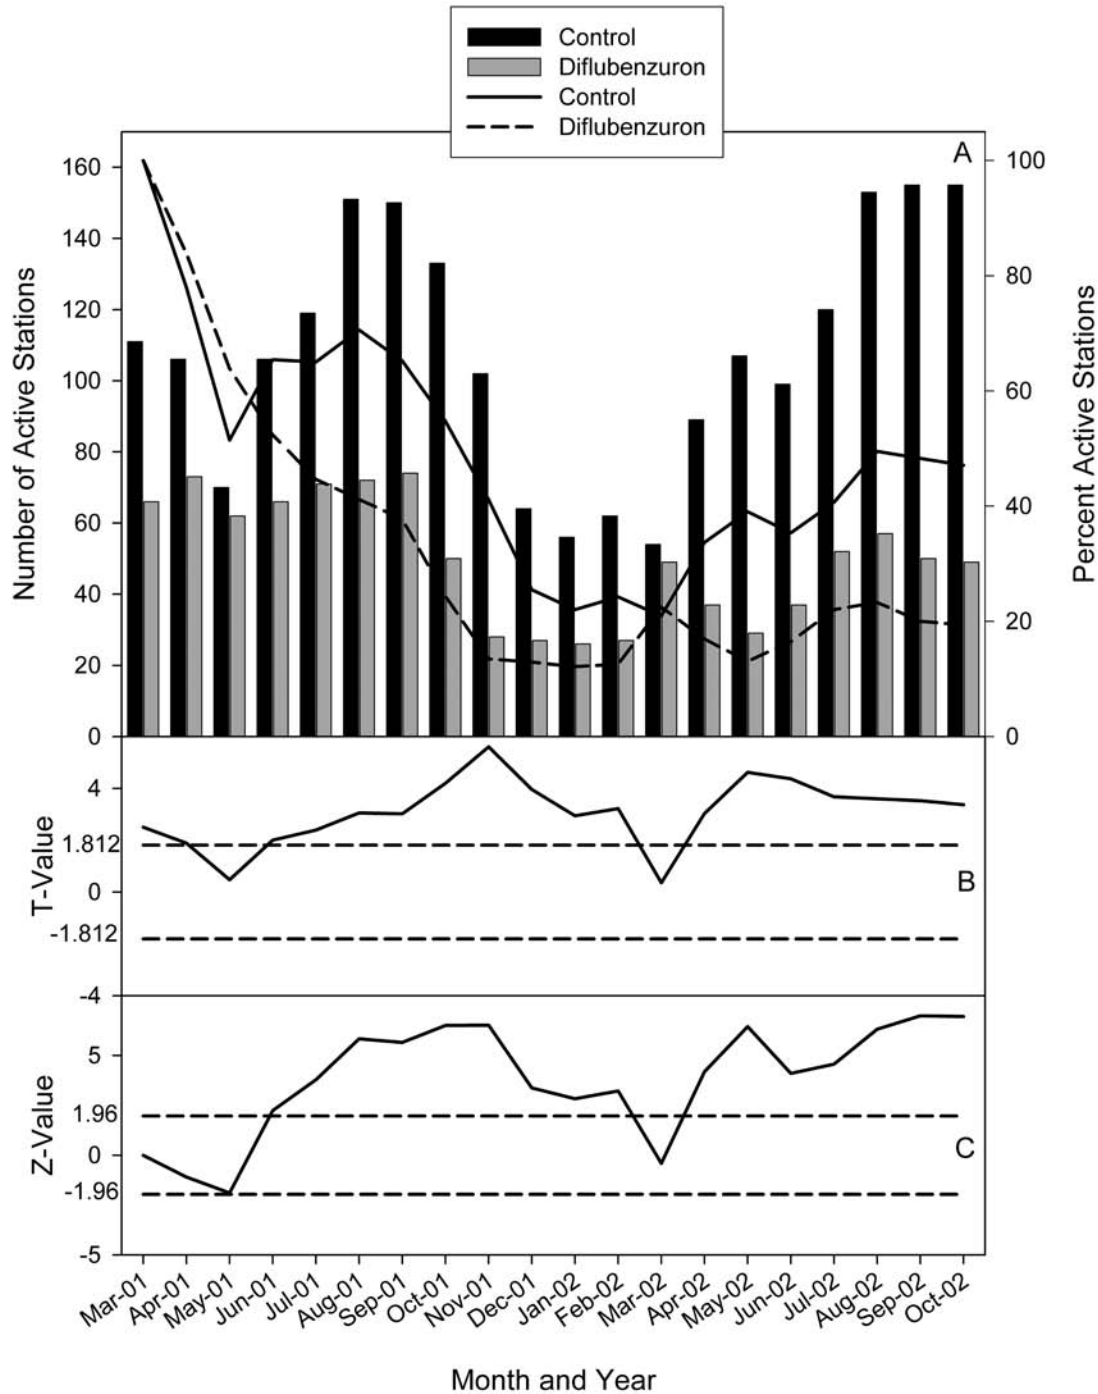 Control
Diflubenzuron
Control
Diflubenzuron
A
160
140
120
100
80
60
40
20
0
Number of Active Stations
100
80
60
40
20
0
Percent Active Stations
4
1.812
0
-1.812
-4
T-Value
B
5
1.96
0
-1.96
-5
Z-Value
C
Mar-01
Apr-01
May-01
Jun-01
Jul-01
Aug-01
Sep-01
Oct-01
Nov-01
Dec-01
Jan-02
Feb-02
Mar-02
Apr-02
May-02
Jun-02
Jul-02
Aug-02
Sep-02
Oct-02
Month and Year